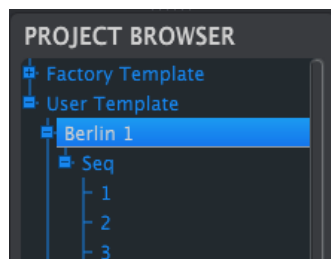 PROJECT BROWSER
Factory Template
User Template
Berlin 1
Seq
1
2
3